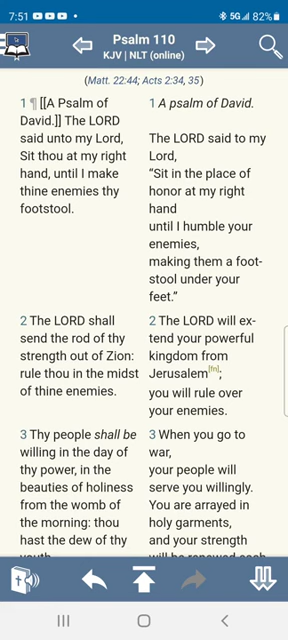 7:51
5G 82%
Psalm 110
KJV | NLT (online)
(Matt. 22:44; Acts 2:34, 35)
1 ¶ [[A Psalm of
David.]] The LORD
said unto my Lord,
Sit thou at my right
hand, until I make
thine enemies thy
footstool.
1 A psalm of David.
The LORD said to my
Lord,
“Sit in the place of
honor at my right
hand
until I humble your
enemies,
making them a foot-
stool under your
feet.”
2 The LORD shall
send the rod of thy
strength out of Zion:
rule thou in the midst
of thine enemies.
2 The LORD will ex-
tend your powerful
kingdom from
Jerusalem[fn];
you will rule over
your enemies.
3 Thy people shall be
willing in the day of
thy power, in the
beauties of holiness
from the womb of
the morning: thou
hast the dew of thy
youth
3 When you go to
war,
your people will
serve you willingly.
You are arrayed in
holy garments,
and your strength
will be renewed each